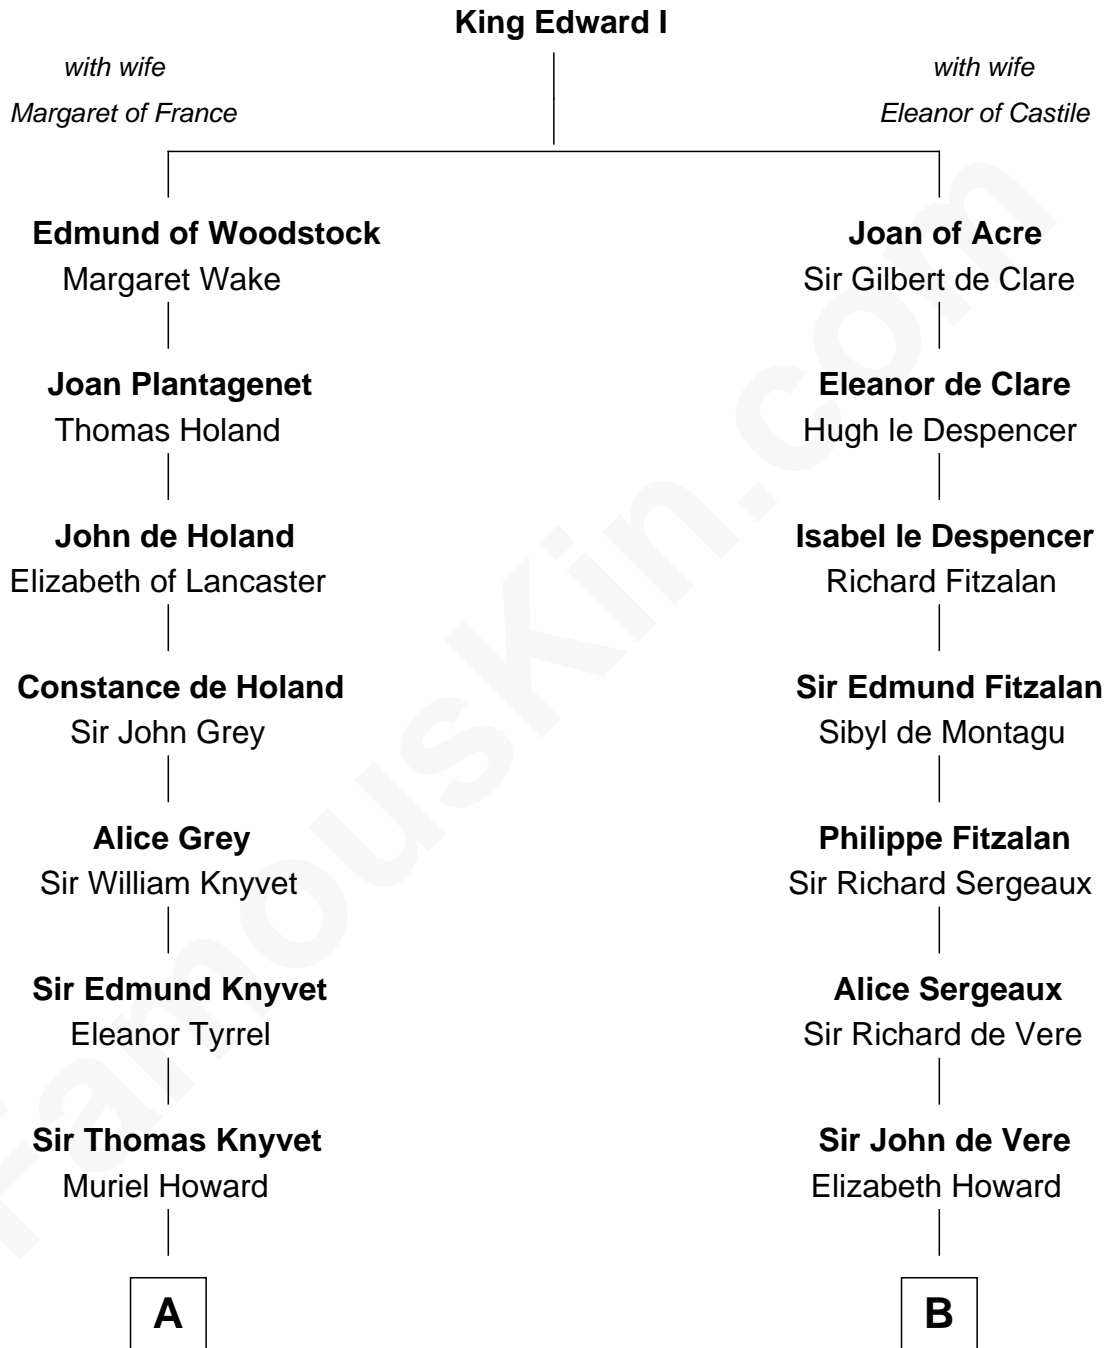 King Edward I
with wife
Margaret of France
with wife
Eleanor of Castile
Edmund of Woodstock
Margaret Wake
Joan of Acre
Sir Gilbert de Clare
Joan Plantagenet
Thomas Holand
Eleanor de Clare
Hugh le Despencer
John de Holand
Elizabeth of Lancaster
Isabel le Despencer
Richard Fitzalan
Constance de Holand
Sir John Grey
Sir Edmund Fitzalan
Sibyl de Montagu
Alice Grey
Sir William Knyvet
Philippe Fitzalan
Sir Richard Sergeaux
Sir Edmund Knyvet
Eleanor Tyrrel
Alice Sergeaux
Sir Richard de Vere
Sir Thomas Knyvet
Muriel Howard
Sir John de Vere
Elizabeth Howard
A
B
FamousKin.com